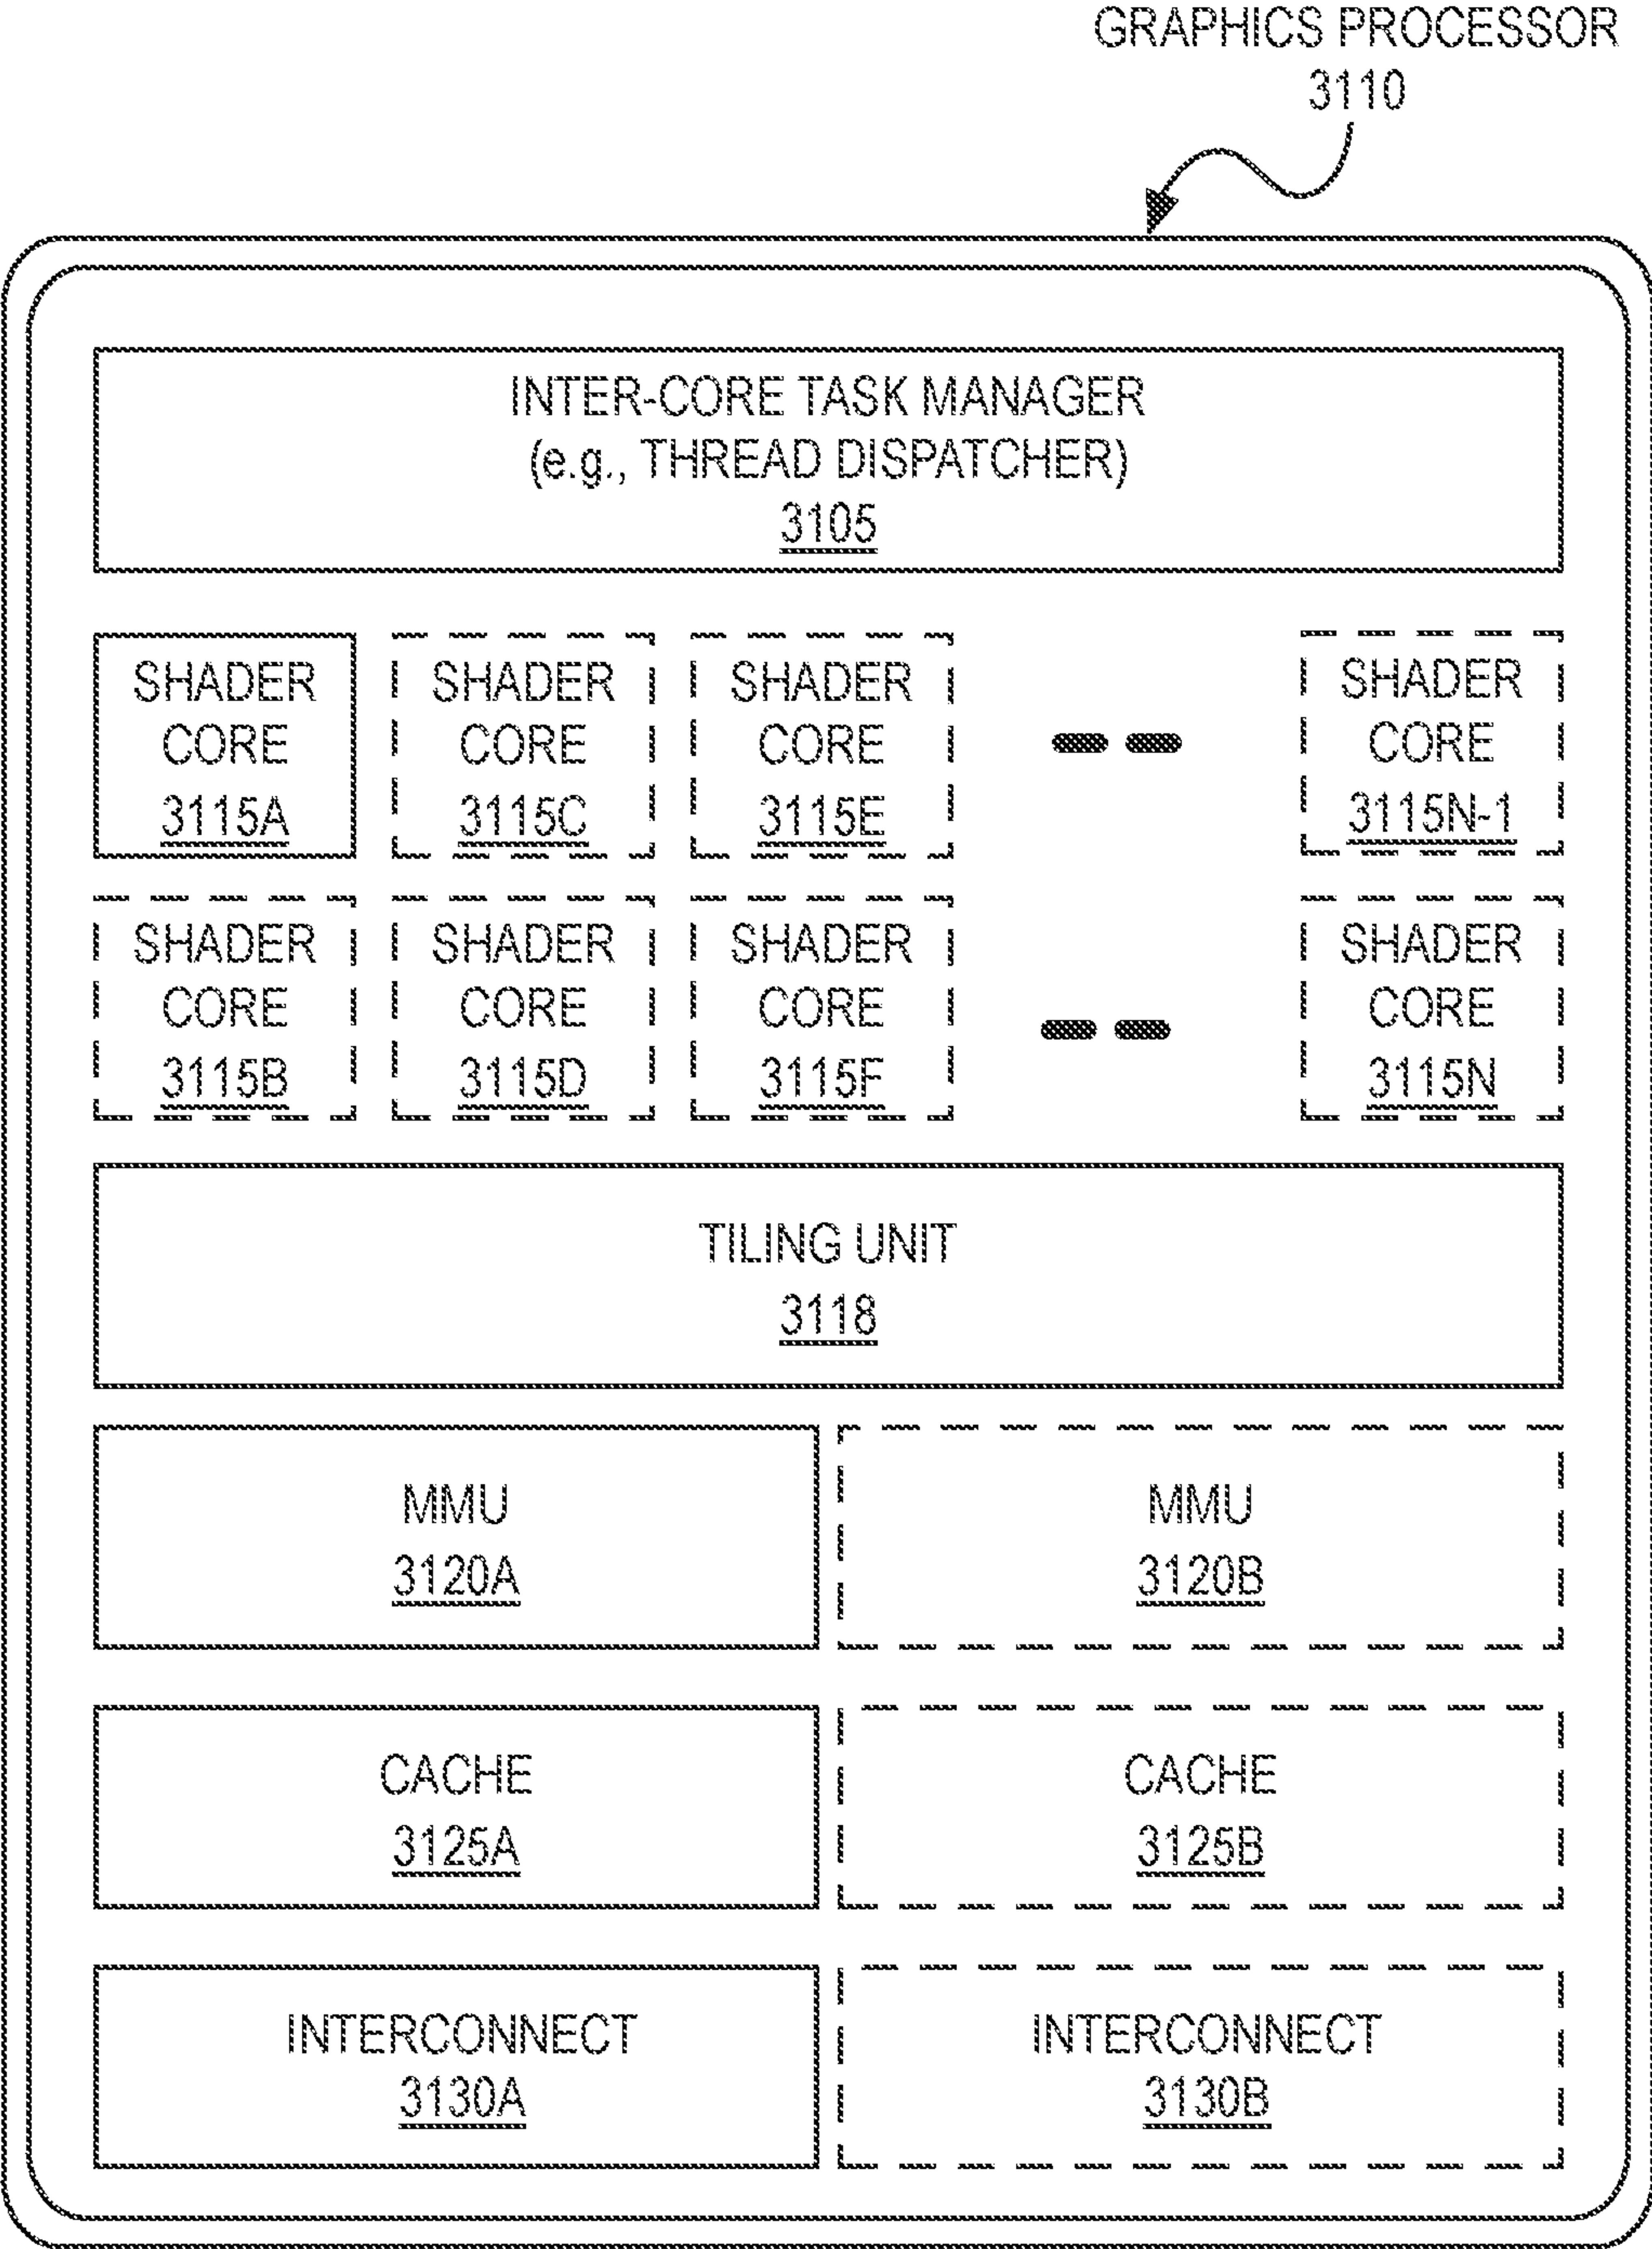 GRAPHICS PROCESSOR
3110
INTER-CORE TASK MANAGER
(e.g., THREAD DISPATCHER)
3105
SHADER
CORE
3115A
SHADER
CORE
3115C
SHADER
CORE
3115E
SHADER
CORE
3115N-1
SHADER
CORE
3115B
SHADER
CORE
3115D
SHADER
CORE
3115F
SHADER
CORE
3115N
TILING UNIT
3118
MMU
3120A
MMU
3120B
CACHE
3125A
CACHE
3125B
INTERCONNECT
3130A
INTERCONNECT
3130B